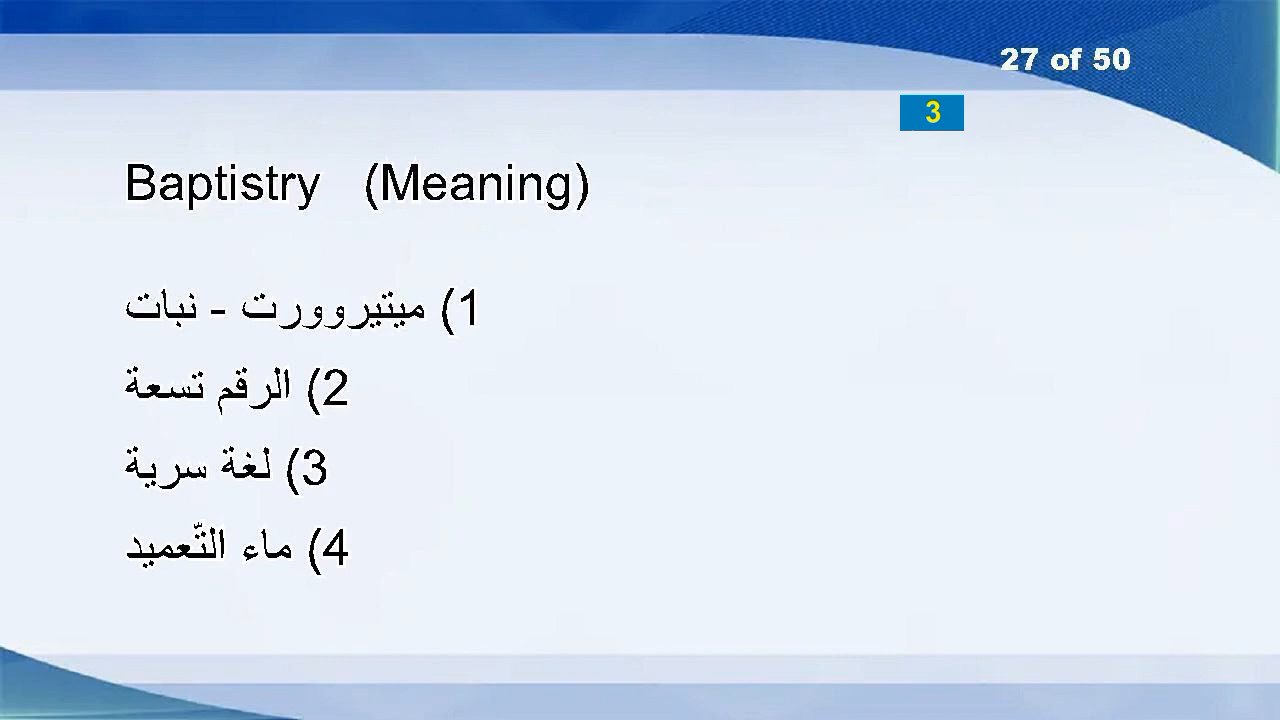 27 of 50
3
Baptistry (Meaning)
1) ميتيروورت - نبات
2) الرقم تسعة
3) لغة سرية
4) ماء التّعميد